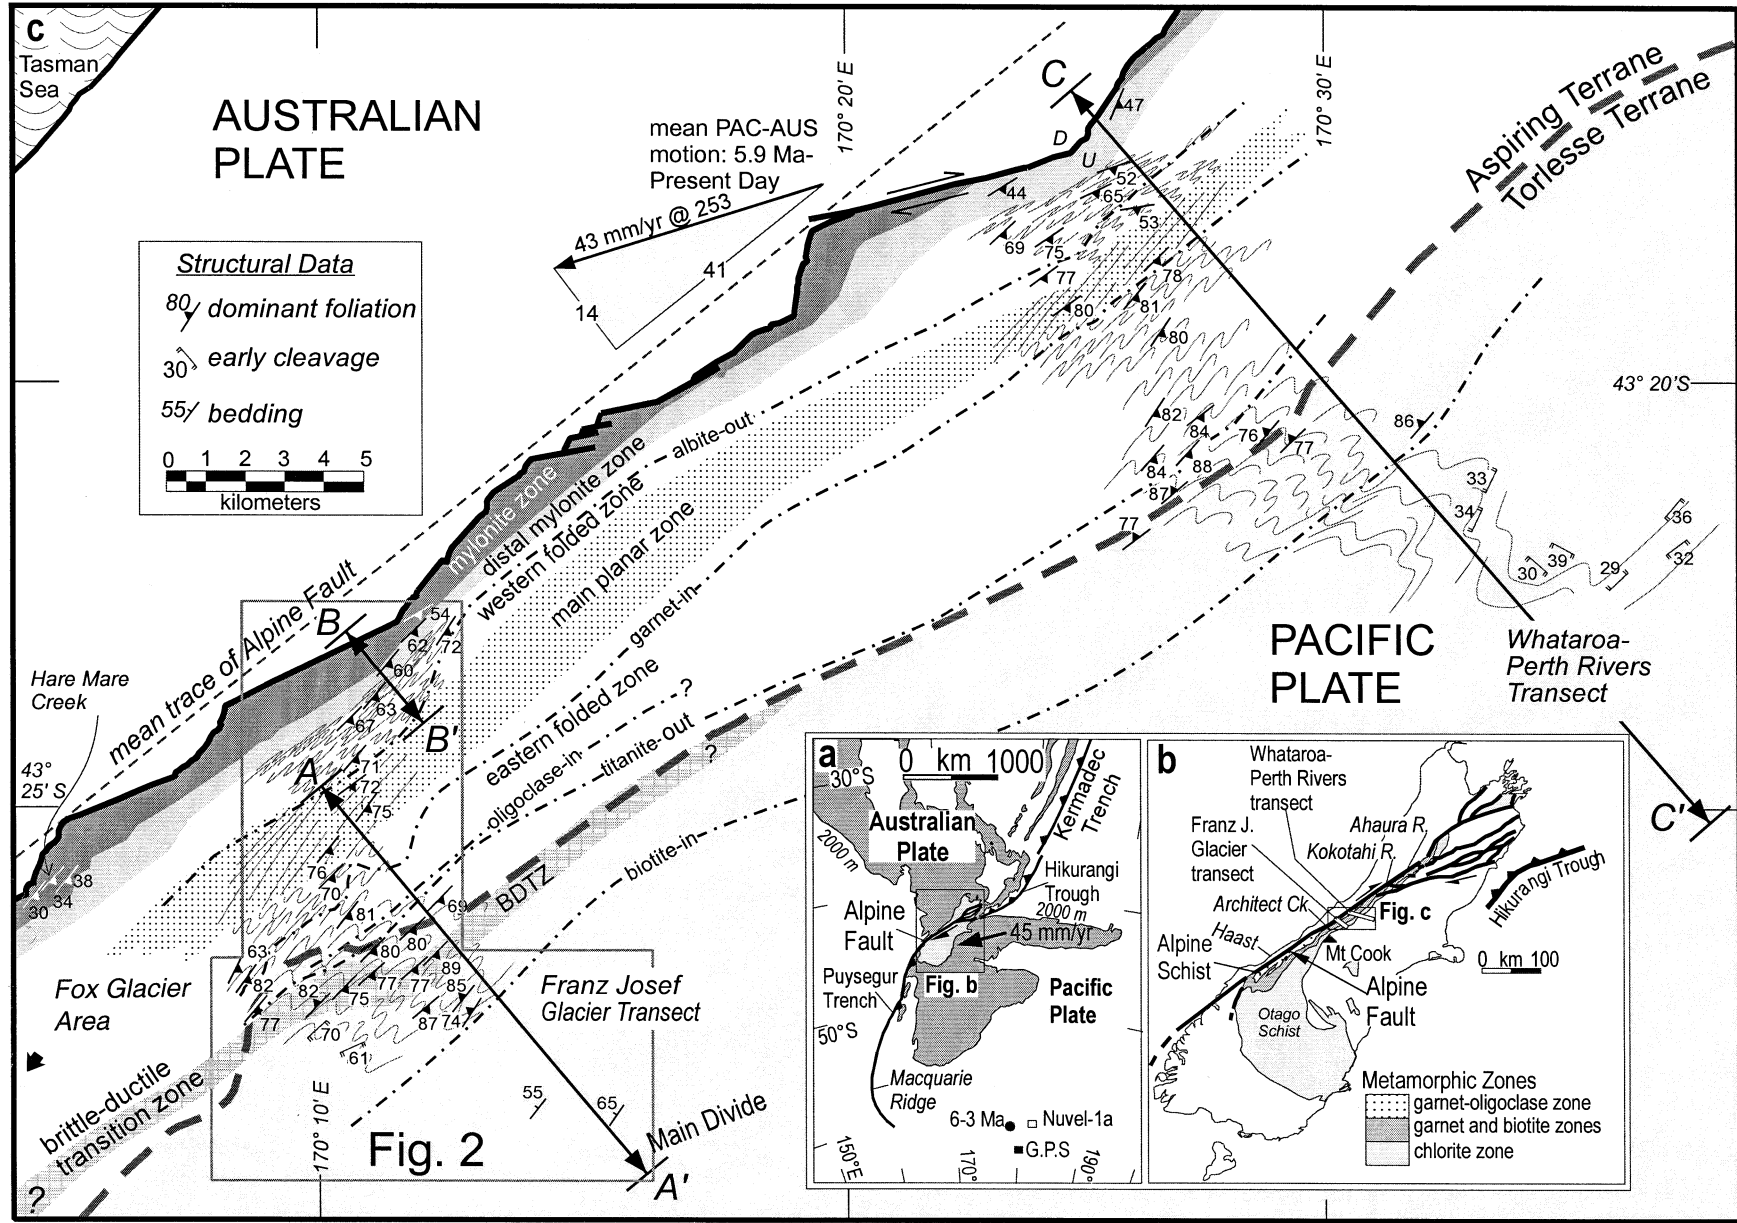 c
Tasman
Sea
AUSTRALIAN
PLATE
mean PAC-AUS
motion: 5.9 Ma-
Present Day
43 mm/yr @ 253
41
14
170° 20' E
170° 30' E
C
D
U
Aspiring Terrane
Torlesse Terrane
Structural Data
80
dominant foliation
30
early cleavage
55
bedding
0 1 2 3 4 5
kilometers
47
44
52
65
53
69
75
77
78
80
81
80
43° 20'S
82
84
76
77
86
84
88
87
77
33
34
36
30
39
29
32
albite-out
mylonite zone
distal mylonite zone
western folded zone
main planar zone
garnet-in
mean trace of Alpine Fault
Hare Mare
Creek
B
54
62
72
60
63
67
B'
A
71
72
75
eastern folded zone
?
oligoclase-in
titanite-out
?
BDTZ
biotite-in
43°
25' S
38
34
30
76
70
81
69
63
80
80
89
82
82
75
77
77
85
77
87
74
70
61
55
65
Fox Glacier
Area
Franz Josef
Glacier Transect
brittle-ductile
transition zone
?
170° 10' E
Fig. 2
Main Divide
A'
PACIFIC
PLATE
Whataroa-
Perth Rivers
Transect
C'
a
0 km 1000
30°S
Australian
Plate
2000 m
Kermadec
Trench
Hikurangi
Trough
2000 m
Alpine
Fault
45 mm/yr
Puysegur
Trench
Fig. b
Pacific
Plate
50°S
Macquarie
Ridge
6-3 Ma
Nuvel-1a
G.P.S
150°E
170°
190°
b
Whataroa-
Perth Rivers
transect
Franz J.
Glacier
transect
Ahaura R.
Kokotahi R.
Architect Ck
Haast
Alpine
Schist
Fig. c
Mt Cook
Hikurangi Trough
0 km 100
Alpine
Fault
Otago
Schist
Metamorphic Zones
garnet-oligoclase zone
garnet and biotite zones
chlorite zone